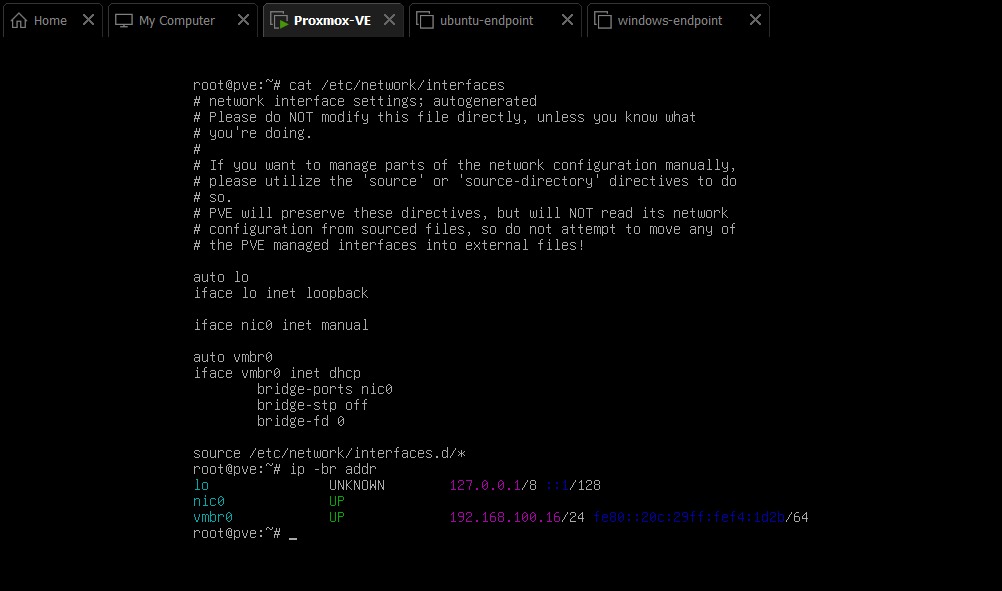 Home My Computer Proxmox-VE ubuntu-endpoint windows-endpoint
root@pve:~# cat /etc/network/interfaces
# network interface settings; autogenerated
# Please do NOT modify this file directly, unless you know what
# you're doing.
#
# If you want to manage parts of the network configuration manually,
# please utilize the 'source' or 'source-directory' directives to do
# so.
# PVE will preserve these directives, but will NOT read its network
# configuration from sourced files, so do not attempt to move any of
# the PVE managed interfaces into external files!
auto lo
iface lo inet loopback
iface nic0 inet manual
auto vmbr0
iface vmbr0 inet dhcp
bridge-ports nic0
bridge-stp off
bridge-fd 0
source /etc/network/interfaces.d/*
root@pve:~# ip -br addr
lo UNKNOWN 127.0.0.1/8 ::1/128
nic0 UP
vmbr0 UP 192.168.100.16/24 fe80::20c:29ff:fef4:1d2b/64
root@pve:~# _